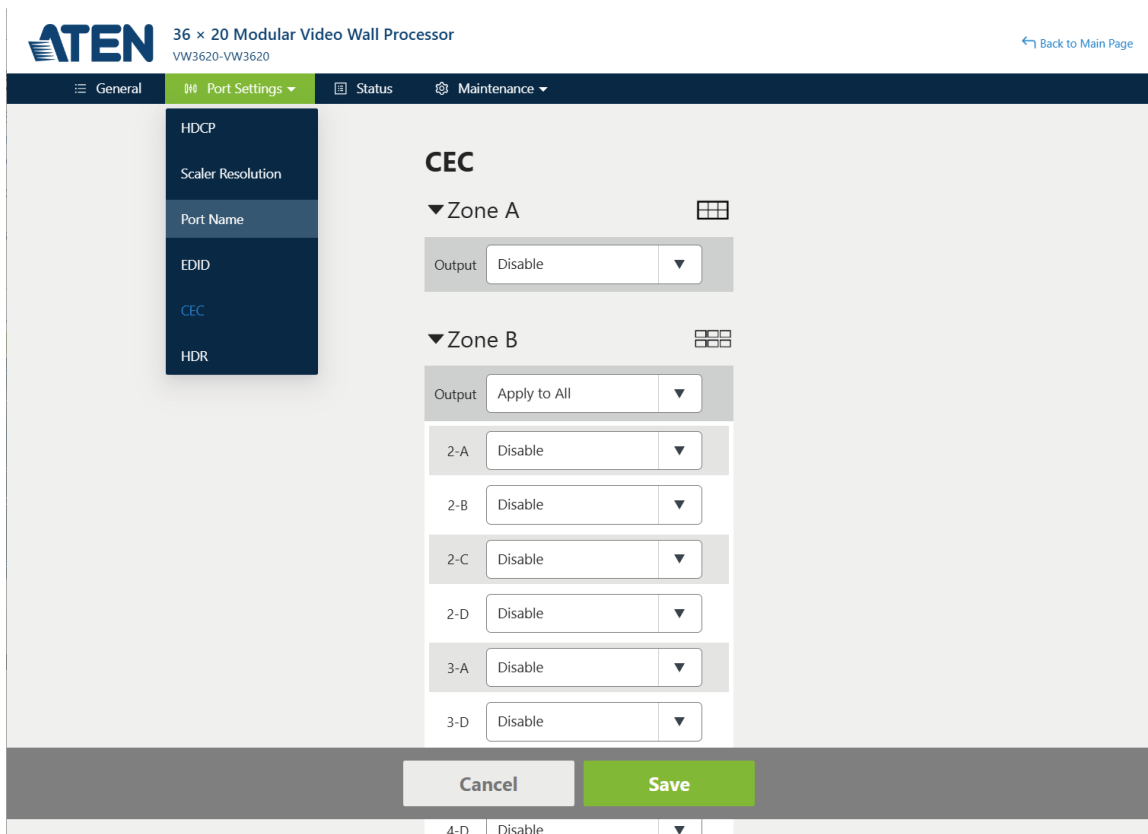 ATEN
36 × 20 Modular Video Wall Processor
VW3620-VW3620
Back to Main Page
General Port Settings Status Maintenance
HDCP
Scaler Resolution
Port Name
EDID
CEC
HDR
CEC
Zone A
Output Disable
Zone B
Output Apply to All
2-A Disable
2-B Disable
2-C Disable
2-D Disable
3-A Disable
3-D Disable
Cancel Save
4-D Disable